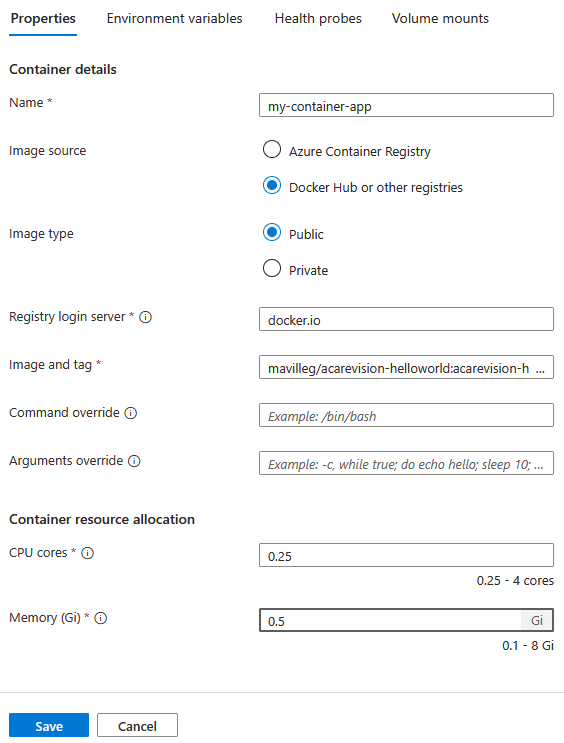 Properties Environment variables Health probes Volume mounts
Container details
Name * my-container-app
Image source Azure Container Registry
Docker Hub or other registries
Image type Public
Private
Registry login server * docker.io
Image and tag * mavilleg/acarevision-helloworld:acarevision-h ...
Command override Example: /bin/bash
Arguments override Example: -c, while true; do echo hello; sleep 10; ...
Container resource allocation
CPU cores * 0.25
0.25 - 4 cores
Memory (Gi) * 0.5 Gi
0.1 - 8 Gi
Save Cancel